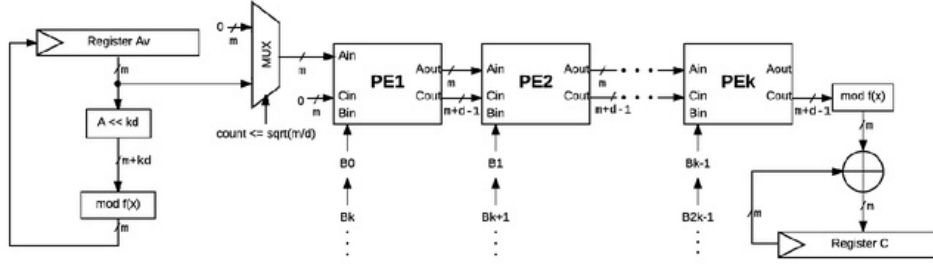 0
m
Register Av
m
MUX
m
A << kd
m+kd
mod f(x)
m
count <= sqrt(m/d)
0
m
Ain
Cin
Bin
PE1
Aout
Cout
m
m+d-1
Ain
Cin
Bin
PE2
Aout
Cout
m
m+d-1
Ain
Cin
Bin
PEk
Aout
Cout
m+d-1
mod f(x)
m
m
m
Register C
B0
B1
Bk-1
Bk
Bk+1
B2k-1